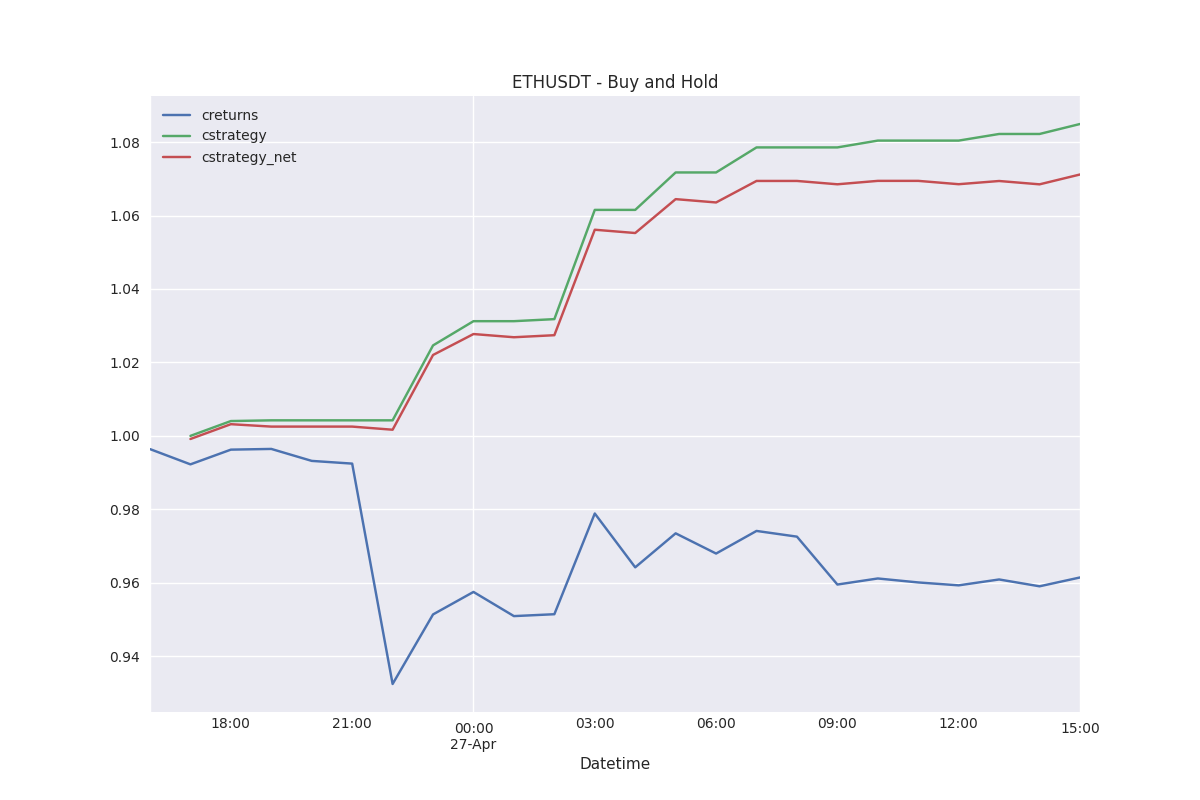 ETHUSDT - Buy and Hold
creturns
cstrategy
cstrategy_net
1.08
1.06
1.04
1.02
1.00
0.98
0.96
0.94
18:00
21:00
00:00
27-Apr
03:00
06:00
09:00
12:00
15:00
Datetime